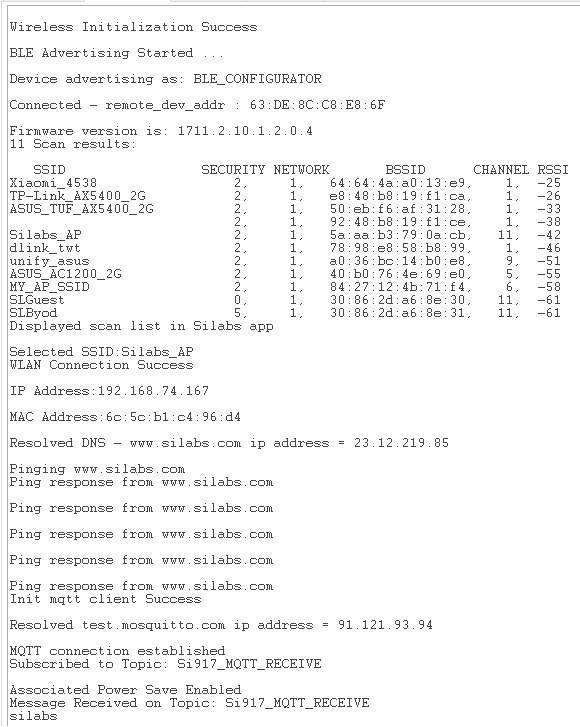 Wireless Initialization Success
BLE Advertising Started ...
Device advertising as: BLE_CONFIGURATOR
Connected - remote_dev_addr : 63:DE:8C:C8:E8:6F
Firmware version is: 1711.2.10.1.2.0.4
11 Scan results:
SSID SECURITY NETWORK BSSID CHANNEL RSSI
Xiaomi_4538 2, 1, 64:64:4a:a0:13:e9, 1, -25
TP-Link_AX5400_2G 2, 1, e8:48:b8:19:f1:ca, 1, -26
ASUS_TUF_AX5400_2G 2, 1, 50:eb:f6:af:31:28, 1, -33
2, 1, 92:48:b8:19:f1:ce, 1, -38
Silabs_AP 2, 1, 5a:aa:b3:79:0a:cb, 11, -42
dlink_twt 2, 1, 78:98:e8:58:b8:99, 1, -46
unify_asus 2, 1, a0:36:bc:14:b0:e8, 9, -51
ASUS_AC1200_2G 2, 1, 40:b0:76:4e:69:e0, 5, -55
MY_AP_SSID 2, 1, 84:27:12:4b:71:f4, 6, -58
SLGuest 0, 1, 30:86:2d:a6:8e:30, 11, -61
SLByod 5, 1, 30:86:2d:a6:8e:31, 11, -61
Displayed scan list in Silabs app
Selected SSID:Silabs_AP
WLAN Connection Success
IP Address:192.168.74.167
MAC Address:6c:5c:b1:c4:96:d4
Resolved DNS - www.silabs.com ip address = 23.12.219.85
Pinging www.silabs.com
Ping response from www.silabs.com
Ping response from www.silabs.com
Ping response from www.silabs.com
Ping response from www.silabs.com
Ping response from www.silabs.com
Init mqtt client Success
Resolved test.mosquitto.com ip address = 91.121.93.94
MQTT connection established
Subscribed to Topic: Si917_MQTT_RECEIVE
Associated Power Save Enabled
Message Received on Topic: Si917_MQTT_RECEIVE
silabs